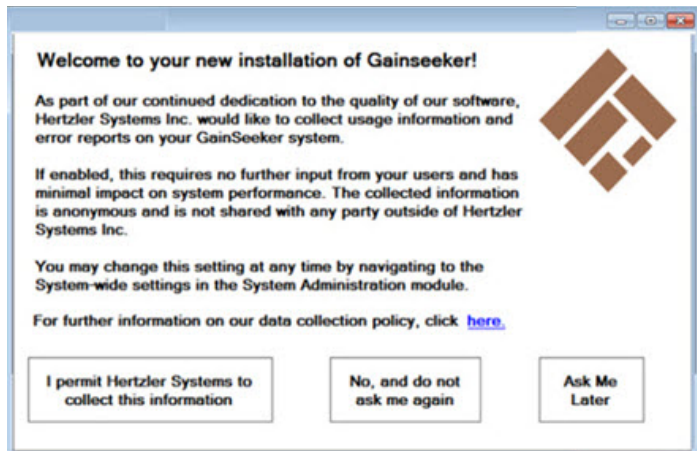 Welcome to your new installation of Gainseeker!
As part of our continued dedication to the quality of our software,
Hertzler Systems Inc. would like to collect usage information and
error reports on your GainSeeker system.
If enabled, this requires no further input from your users and has
minimal impact on system performance. The collected information
is anonymous and is not shared with any party outside of Hertzler
Systems Inc.
You may change this setting at any time by navigating to the
System-wide settings in the System Administration module.
For further information on our data collection policy, click here.
I permit Hertzler Systems to
collect this information
No, and do not
ask me again
Ask Me
Later